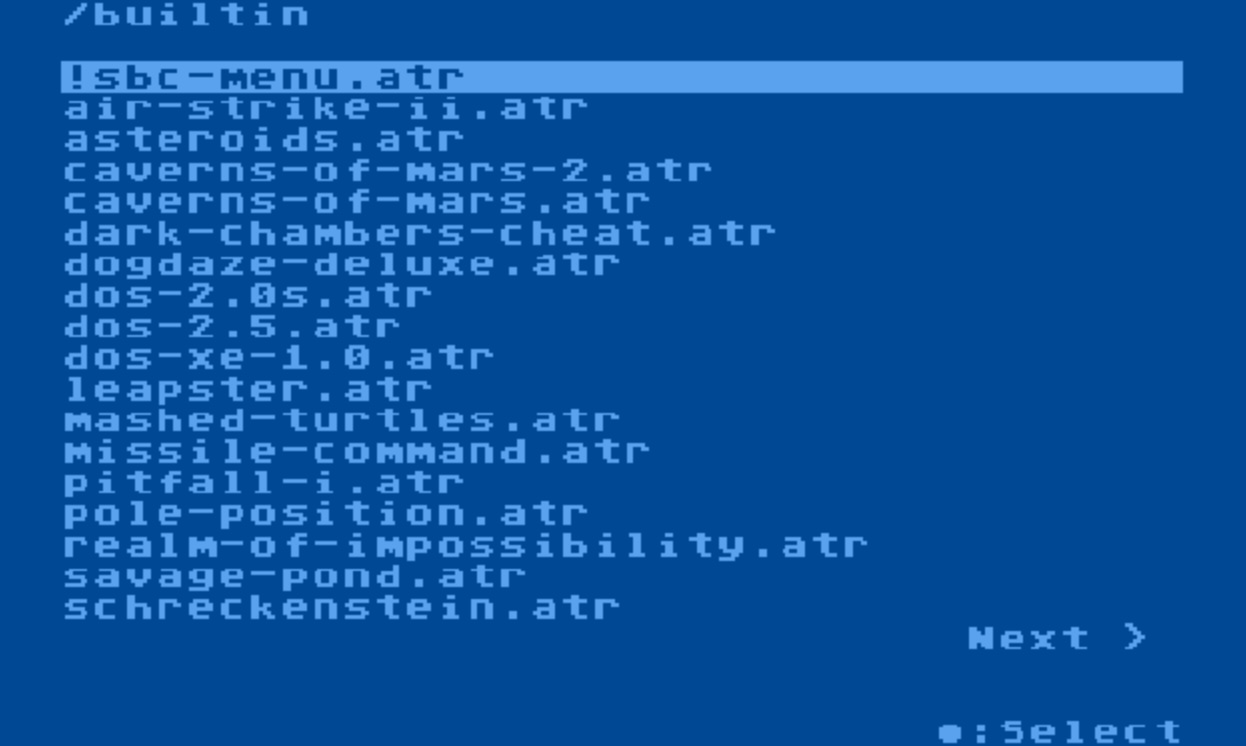 /builtin
!sbc-menu.atr
air-strike-ii.atr
asteroids.atr
caverns-of-mars-2.atr
caverns-of-mars.atr
dark-chambers-cheat.atr
dogdaze-deluxe.atr
dos-2.0s.atr
dos-2.5.atr
dos-xe-1.0.atr
leapster.atr
mashed-turtles.atr
missile-command.atr
pitfall-i.atr
pole-position.atr
realm-of-impossibility.atr
savage-pond.atr
schreckenstein.atr
Next >
●:Select